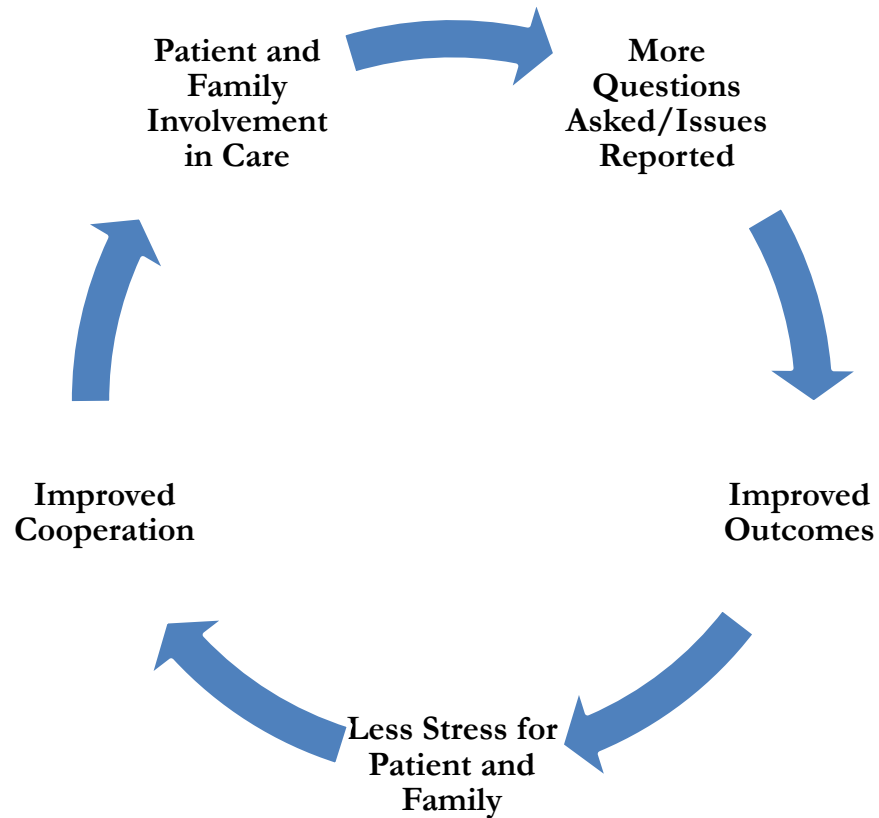 Patient and
Family
Involvement
in Care
More
Questions
Asked/Issues
Reported
Improved
Outcomes
Less Stress for
Patient and
Family
Improved
Cooperation